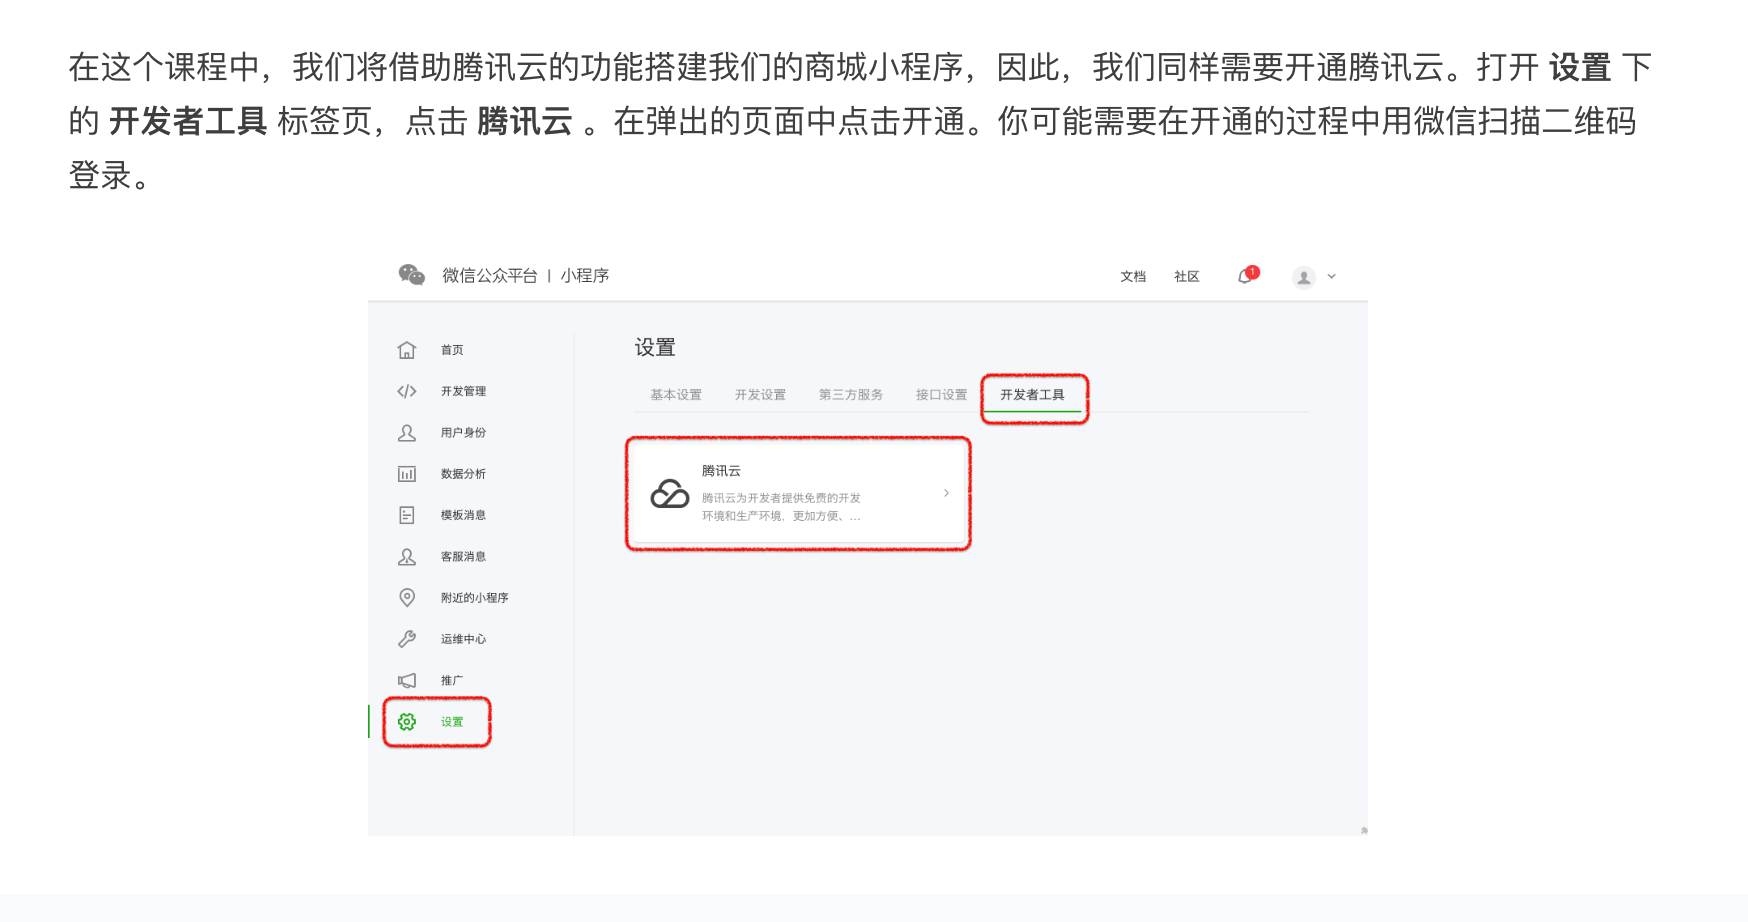 在这个课程中，我们将借助腾讯云的功能搭建我们的商城小程序，因此，我们同样需要开通腾讯云。打开 设置 下
的 开发者工具 标签页，点击 腾讯云 。在弹出的页面中点击开通。你可能需要在开通的过程中用微信扫描二维码
登录。
微信公众平台 | 小程序
文档 社区 1
首页
开发管理
用户身份
数据分析
模板消息
客服消息
附近的小程序
运维中心
推广
设置
设置
基本设置 开发设置 第三方服务 接口设置 开发者工具
腾讯云
腾讯云为开发者提供免费的开发
环境和生产环境，更加方便、...